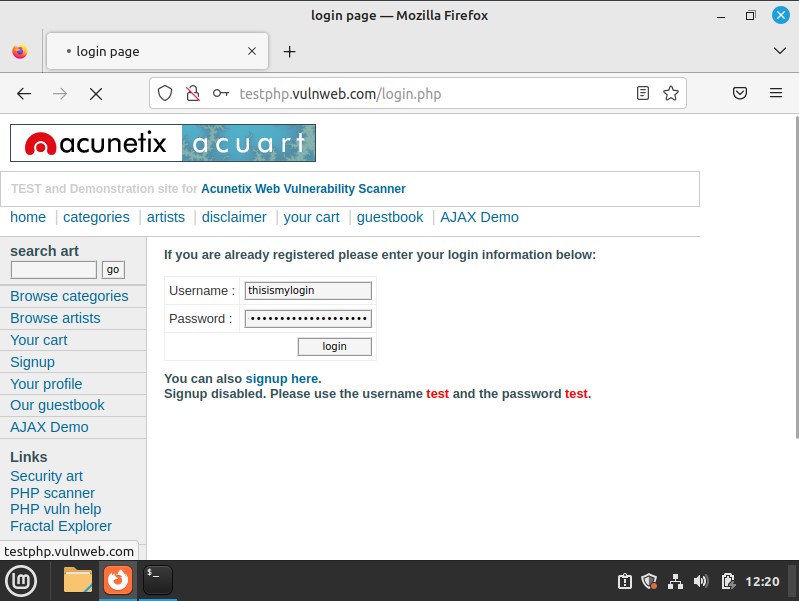 login page — Mozilla Firefox
login page
testphp.vulnweb.com/login.php
acunetix acuart
TEST and Demonstration site for Acunetix Web Vulnerability Scanner
home | categories | artists | disclaimer | your cart | guestbook | AJAX Demo
search art
go
Browse categories
Browse artists
Your cart
Signup
Your profile
Our guestbook
AJAX Demo
Links
Security art
PHP scanner
PHP vuln help
Fractal Explorer
If you are already registered please enter your login information below:
Username : thisismylogin
Password : ••••••••••••••••••••
login
You can also signup here.
Signup disabled. Please use the username test and the password test.
testphp.vulnweb.com
lm
$_
12:20